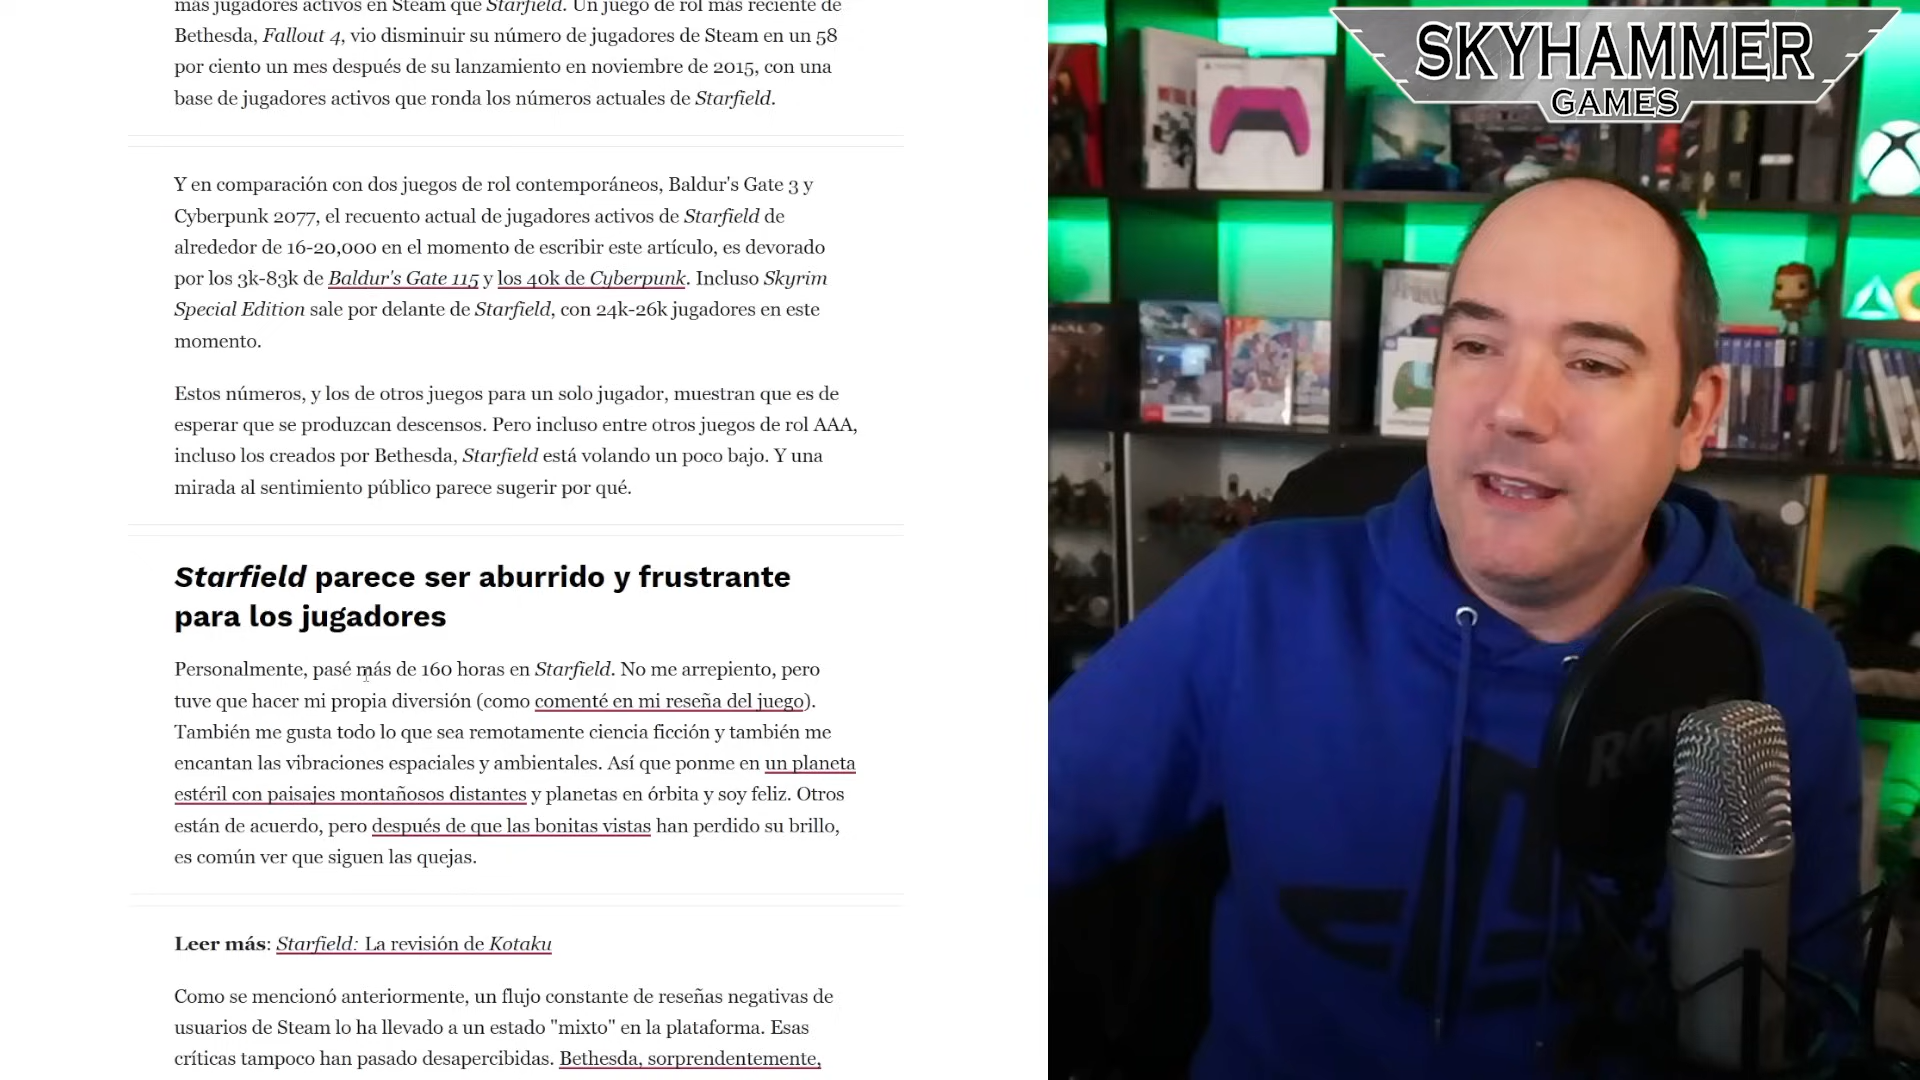 más jugadores activos en Steam que Starfield. Un juego de rol más reciente de
Bethesda, Fallout 4, vio disminuir su número de jugadores de Steam en un 58
por ciento un mes después de su lanzamiento en noviembre de 2015, con una
base de jugadores activos que ronda los números actuales de Starfield.
Y en comparación con dos juegos de rol contemporáneos, Baldur's Gate 3 y
Cyberpunk 2077, el recuento actual de jugadores activos de Starfield de
alrededor de 16-20,000 en el momento de escribir este artículo, es devorado
por los 3k-83k de Baldur's Gate 115 y los 40k de Cyberpunk. Incluso Skyrim
Special Edition sale por delante de Starfield, con 24k-26k jugadores en este
momento.
Estos números, y los de otros juegos para un solo jugador, muestran que es de
esperar que se produzcan descensos. Pero incluso entre otros juegos de rol AAA,
incluso los creados por Bethesda, Starfield está volando un poco bajo. Y una
mirada al sentimiento público parece sugerir por qué.
Starfield parece ser aburrido y frustrante
para los jugadores
Personalmente, pasé más de 160 horas en Starfield. No me arrepiento, pero
tuve que hacer mi propia diversión (como comenté en mi reseña del juego).
También me gusta todo lo que sea remotamente ciencia ficción y también me
encantan las vibraciones espaciales y ambientales. Así que ponme en un planeta
estéril con paisajes montañosos distantes y planetas en órbita y soy feliz. Otros
están de acuerdo, pero después de que las bonitas vistas han perdido su brillo,
es común ver que siguen las quejas.
Leer más: Starfield: La revisión de Kotaku
Como se mencionó anteriormente, un flujo constante de reseñas negativas de
usuarios de Steam lo ha llevado a un estado "mixto" en la plataforma. Esas
críticas tampoco han pasado desapercibidas. Bethesda, sorprendentemente,
SKYHAMMER
GAMES